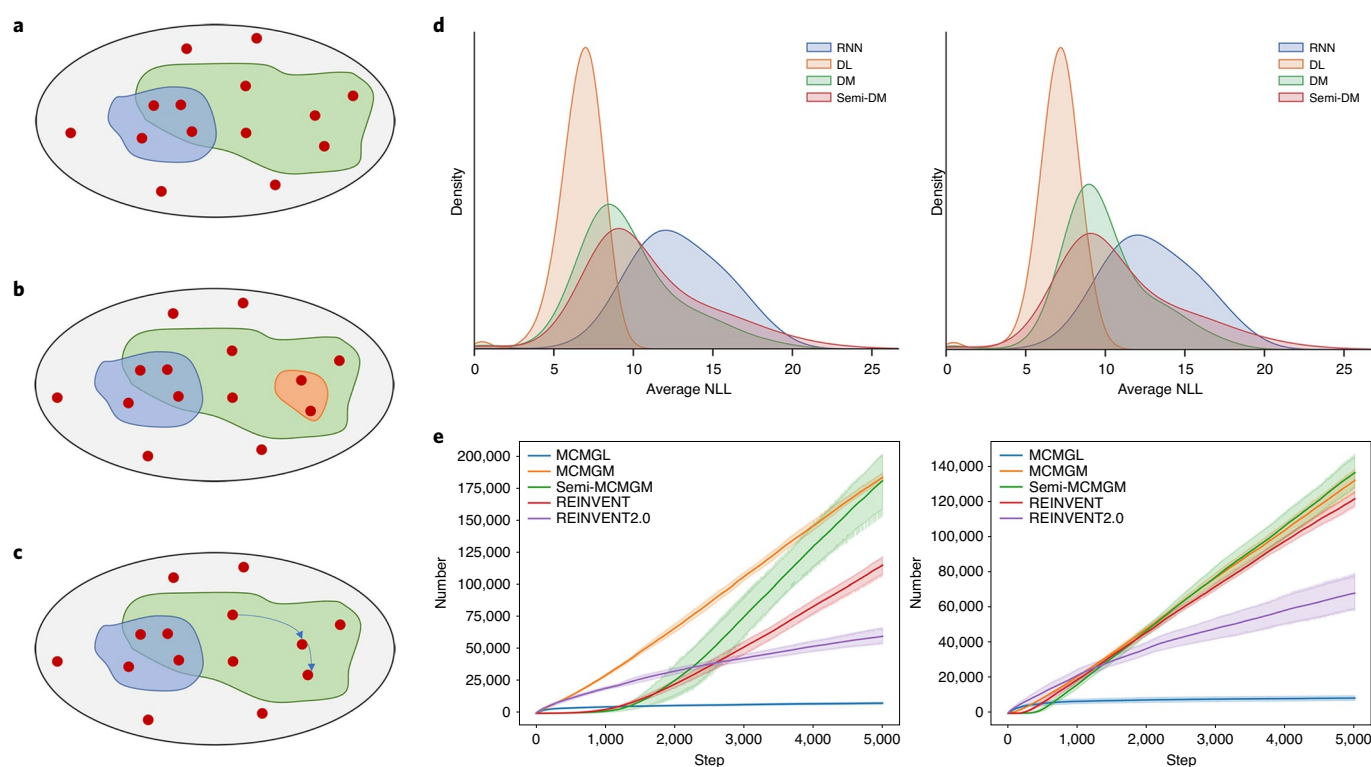 a
b
c
d
Density
RNN
DL
DM
Semi-DM
0
5
10
15
20
25
Average NLL
Density
RNN
DL
DM
Semi-DM
0
5
10
15
20
25
Average NLL
e
Number
200,000
175,000
150,000
125,000
100,000
75,000
50,000
25,000
0
MCMGL
MCMGM
Semi-MCMGM
REINVENT
REINVENT2.0
0
1,000
2,000
3,000
4,000
5,000
Step
Number
140,000
120,000
100,000
80,000
60,000
40,000
20,000
0
MCMGL
MCMGM
Semi-MCMGM
REINVENT
REINVENT2.0
0
1,000
2,000
3,000
4,000
5,000
Step